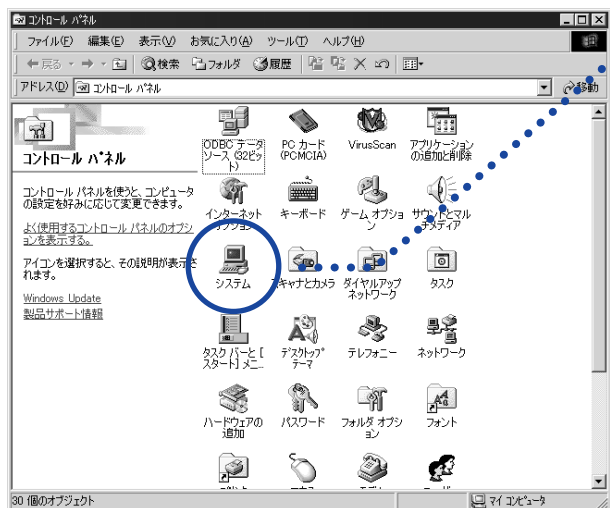 コントロール パネル
ファイル(F) 編集(E) 表示(V) お気に入り(A) ツール(T) ヘルプ(H)
戻る 検索 フォルダ 履歴
アドレス(D) コントロール パネル 移動
コントロール パネル
コントロール パネルを使うと、コンピュータ
の設定を好みに応じて変更できます。
よく使用するコントロール パネルのオプシ
ョンを表示する。
アイコンを選択すると、その説明が表示さ
れます。
Windows Update
製品サポート情報
ODBC データ
ソース (32ビッ
ト)
PC カード
(PCMCIA)
VirusScan
アプリケーション
の追加と削除
インターネット
オプション
キーボード
ゲーム オプショ
ン
サウンドとマル
チメディア
システム
スキャナとカメラ
ダイヤルアップ
ネットワーク
タスク
タスク バーと [
スタート] メニ...
デスクトップ
テーマ
テレフォニー
ネットワーク
ハードウェアの
追加
パスワード
フォルダ オプシ
ョン
フォント
30 個のオブジェクト
マイ コンピュータ